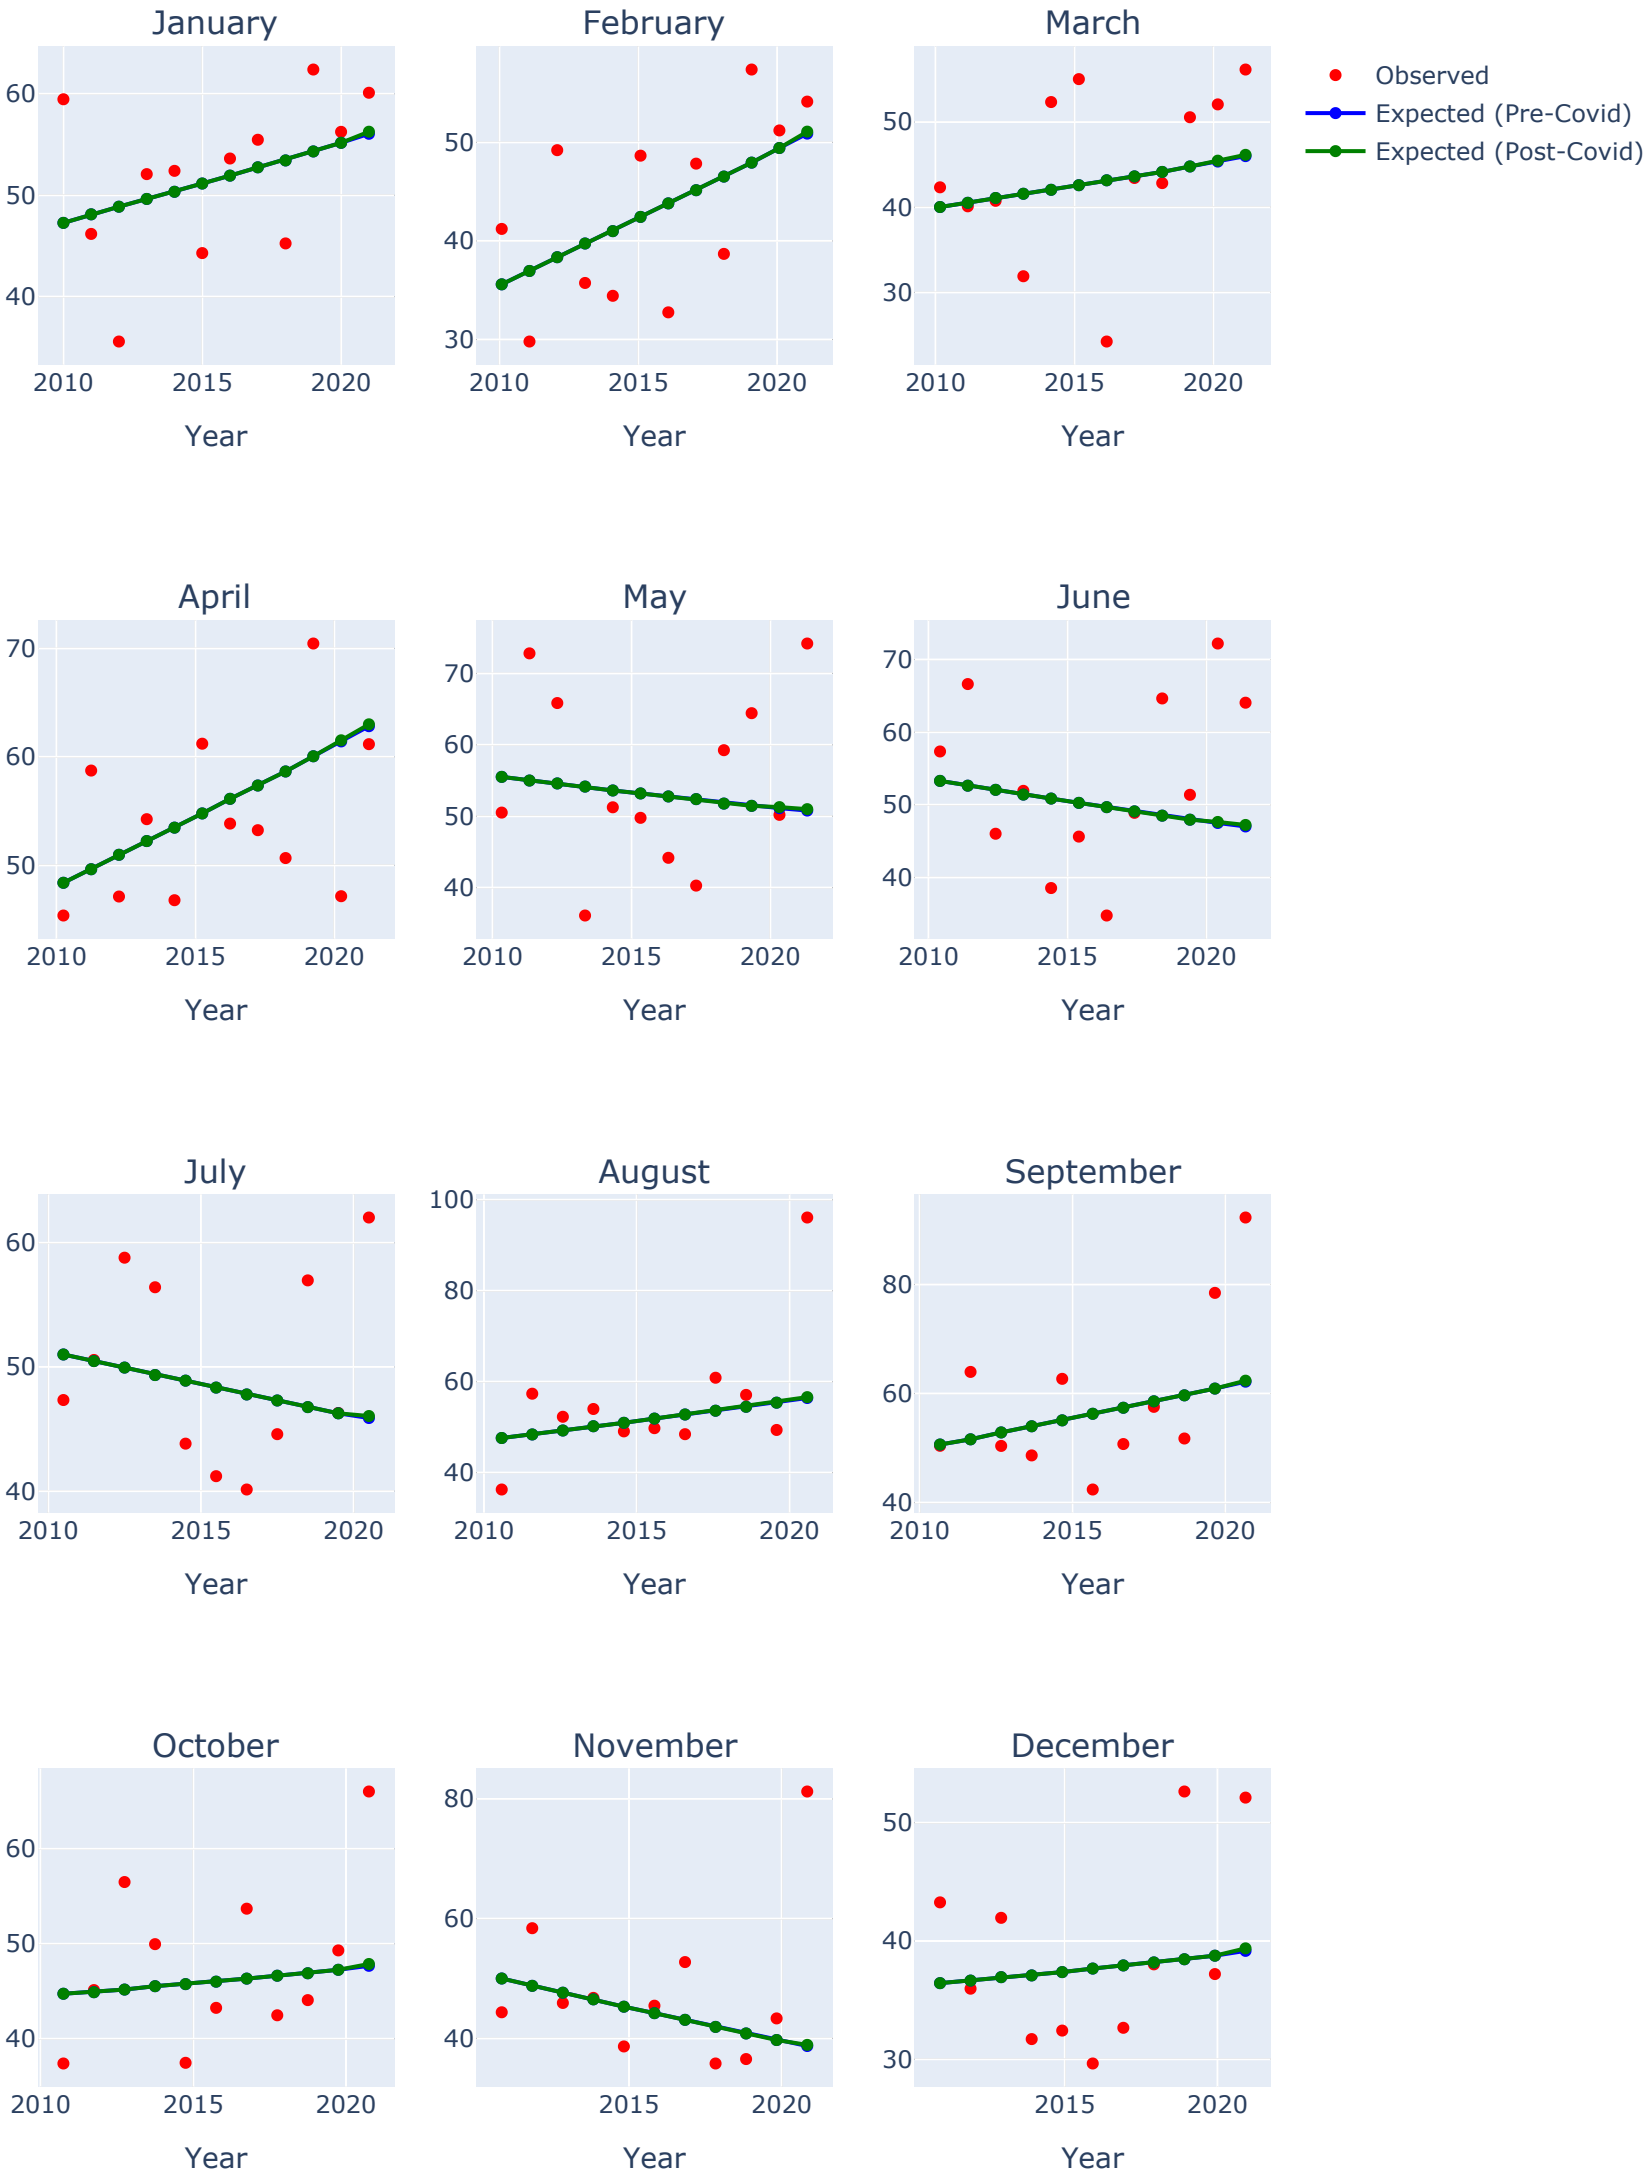 January February March
Observed
Expected (Pre-Covid)
Expected (Post-Covid)
60
50
40
2010 2015 2020
Year
50
40
30
2010 2015 2020
Year
50
40
30
2010 2015 2020
Year
April May June
70
60
50
2010 2015 2020
Year
70
60
50
40
2010 2015 2020
Year
70
60
50
40
2010 2015 2020
Year
July August September
60
50
40
2010 2015 2020
Year
100
80
60
40
2010 2015 2020
Year
80
60
40
2010 2015 2020
Year
October November December
60
50
40
2010 2015 2020
Year
80
60
40
2015 2020
Year
50
40
30
2015 2020
Year